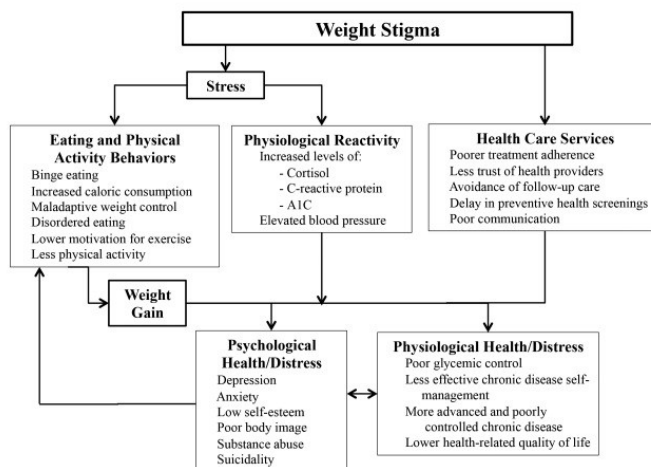 Weight Stigma
Stress
Eating and Physical
Activity Behaviors
Binge eating
Increased caloric consumption
Maladaptive weight control
Disordered eating
Lower motivation for exercise
Less physical activity
Physiological Reactivity
Increased levels of:
- Cortisol
- C-reactive protein
- A1C
Elevated blood pressure
Health Care Services
Poorer treatment adherence
Less trust of health providers
Avoidance of follow-up care
Delay in preventive health screenings
Poor communication
Weight
Gain
Psychological
Health/Distress
Depression
Anxiety
Low self-esteem
Poor body image
Substance abuse
Suicidality
Physiological Health/Distress
Poor glycemic control
Less effective chronic disease self-
management
More advanced and poorly
controlled chronic disease
Lower health-related quality of life